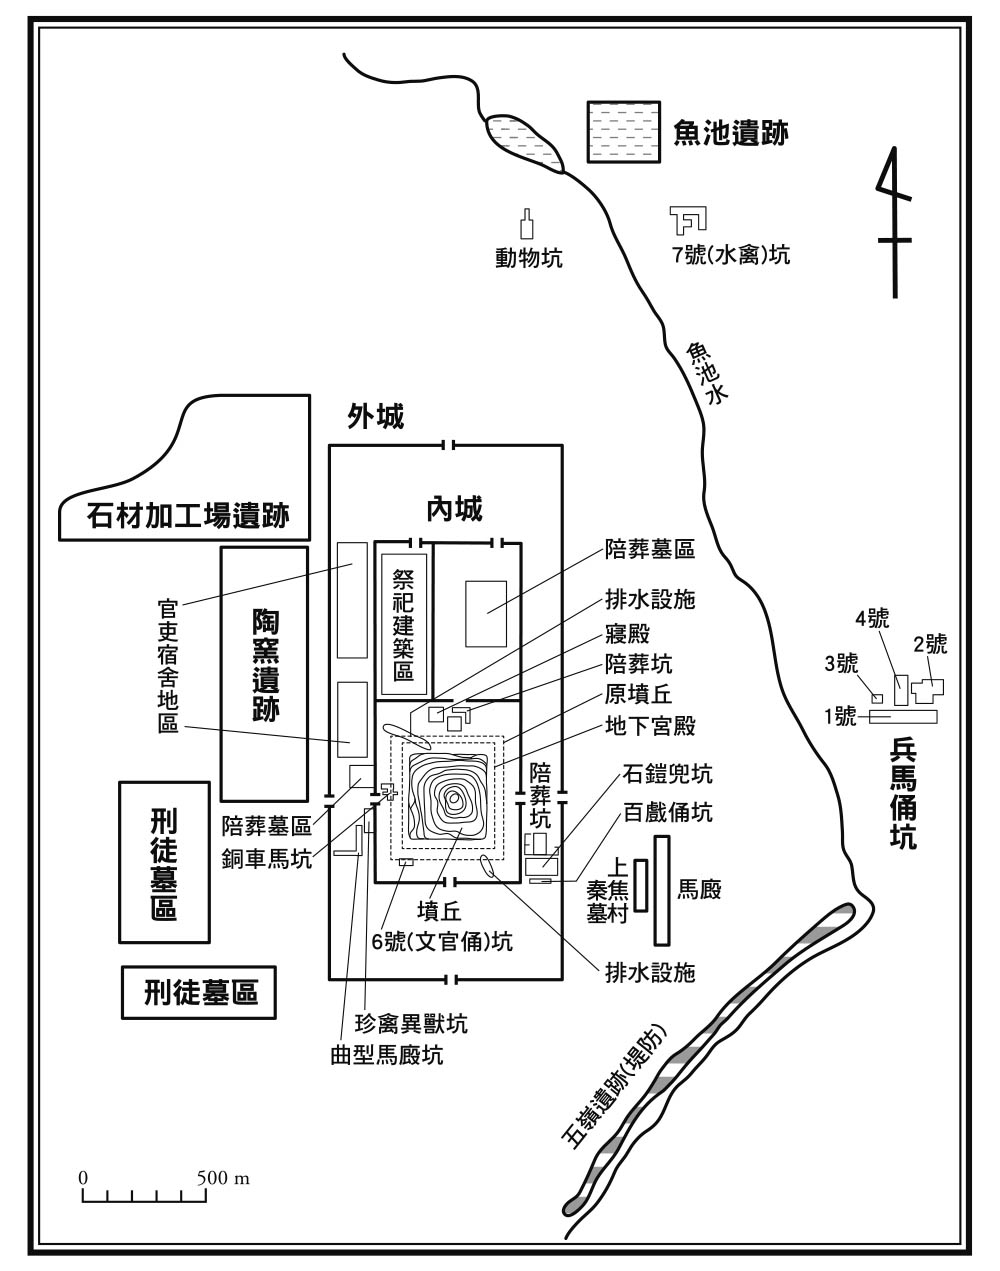 魚池遺跡
動物坑
7號(水禽)坑
魚池水
外城
石材加工場遺跡
內城
陪葬墓區
祭祀建築區
官吏宿舍地區
陶窯遺跡
排水設施
寢殿
陪葬坑
原墳丘
地下宮殿
4號
2號
3號
1號
兵馬俑坑
陪葬坑
石鎧兜坑
百戲俑坑
刑徒墓區
陪葬墓區
銅車馬坑
上焦村
秦墓
馬廄
墳丘
6號(文官俑)坑
排水設施
刑徒墓區
珍禽異獸坑
曲型馬廄坑
五嶺遺跡(堤防)
0 500 m